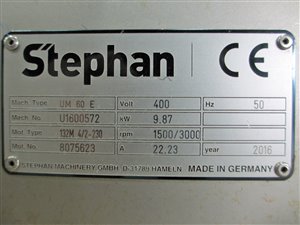 Stephan CE
Mach. Type UM 60 E Volt 400 Hz 50
Mach. No. U1600572 kW 9.87
Mot. Type 132M 4/2-230 rpm 1500/3000
Mot. No. 8075623 A 22.23 year 2016
STEPHAN MACHINERY GMBH · D-31789 HAMELN MADE IN GERMANY